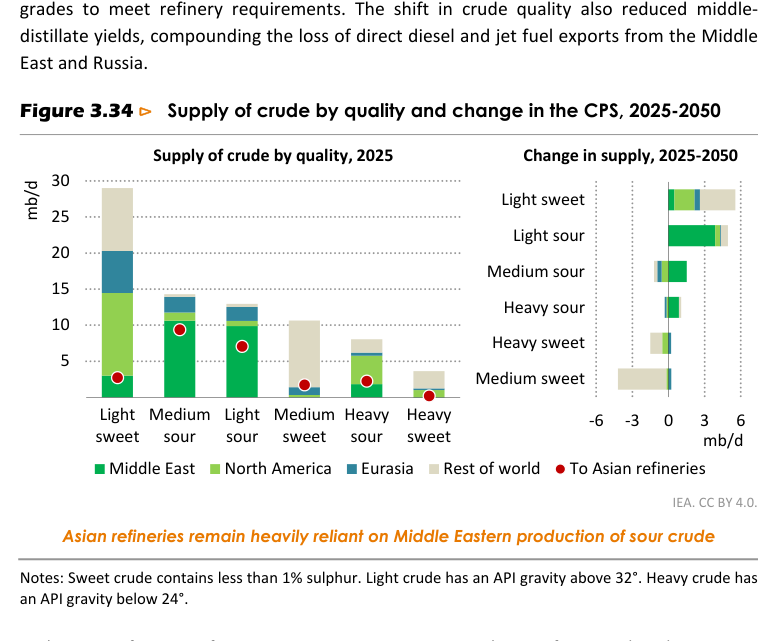 grades to meet refinery requirements. The shift in crude quality also reduced middle-
distillate yields, compounding the loss of direct diesel and jet fuel exports from the Middle
East and Russia.
Figure 3.34 ▻ Supply of crude by quality and change in the CPS, 2025-2050
Supply of crude by quality, 2025
mb/d
30
25
20
15
10
5
Light sweet
Medium sour
Light sour
Medium sweet
Heavy sour
Heavy sweet
Change in supply, 2025-2050
Light sweet
Light sour
Medium sour
Heavy sour
Heavy sweet
Medium sweet
-6 -3 0 3 6
mb/d
Middle East North America Eurasia Rest of world To Asian refineries
IEA. CC BY 4.0.
Asian refineries remain heavily reliant on Middle Eastern production of sour crude
Notes: Sweet crude contains less than 1% sulphur. Light crude has an API gravity above 32°. Heavy crude has
an API gravity below 24°.